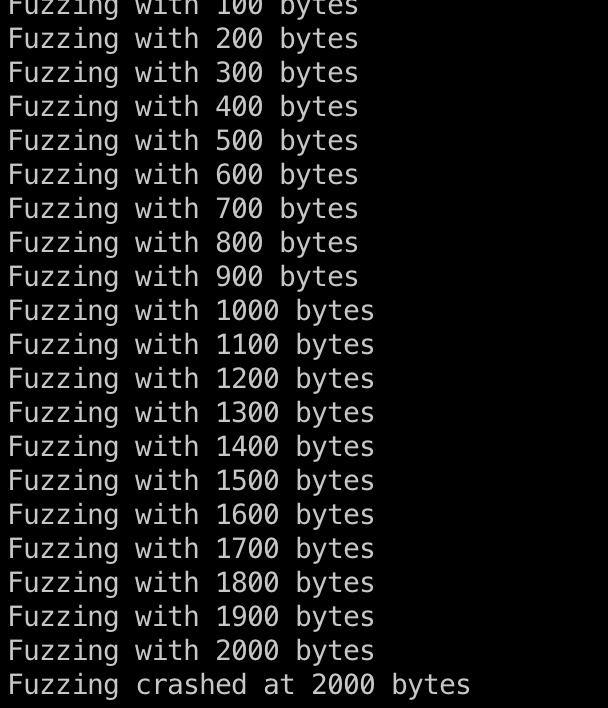 Fuzzing with 100 bytes
Fuzzing with 200 bytes
Fuzzing with 300 bytes
Fuzzing with 400 bytes
Fuzzing with 500 bytes
Fuzzing with 600 bytes
Fuzzing with 700 bytes
Fuzzing with 800 bytes
Fuzzing with 900 bytes
Fuzzing with 1000 bytes
Fuzzing with 1100 bytes
Fuzzing with 1200 bytes
Fuzzing with 1300 bytes
Fuzzing with 1400 bytes
Fuzzing with 1500 bytes
Fuzzing with 1600 bytes
Fuzzing with 1700 bytes
Fuzzing with 1800 bytes
Fuzzing with 1900 bytes
Fuzzing with 2000 bytes
Fuzzing crashed at 2000 bytes